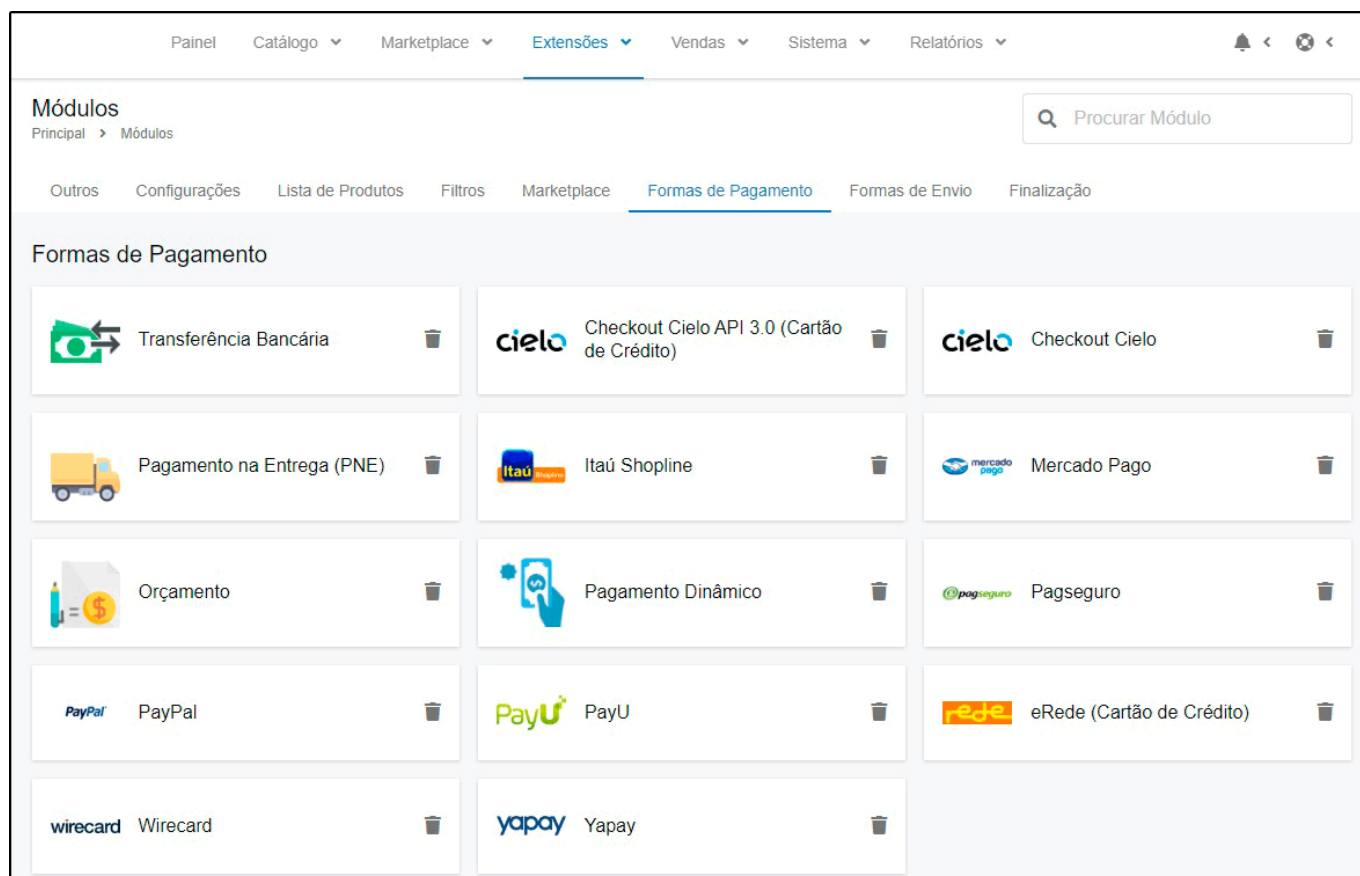 Painel Catálogo Marketplace Extensões Vendas Sistema Relatórios
Módulos
Principal > Módulos
Procurar Módulo
Outros Configurações Lista de Produtos Filtros Marketplace Formas de Pagamento Formas de Envio Finalização
Formas de Pagamento
Transferência Bancária
cielo Checkout Cielo API 3.0 (Cartão
de Crédito)
cielo Checkout Cielo
Pagamento na Entrega (PNE)
Itaú Shopline Itaú Shopline
mercado
pago
Mercado Pago
Orçamento
Pagamento Dinâmico
pagseguro Pagseguro
PayPal PayPal
PayU PayU
rede eRede (Cartão de Crédito)
wirecard Wirecard
yapay Yapay